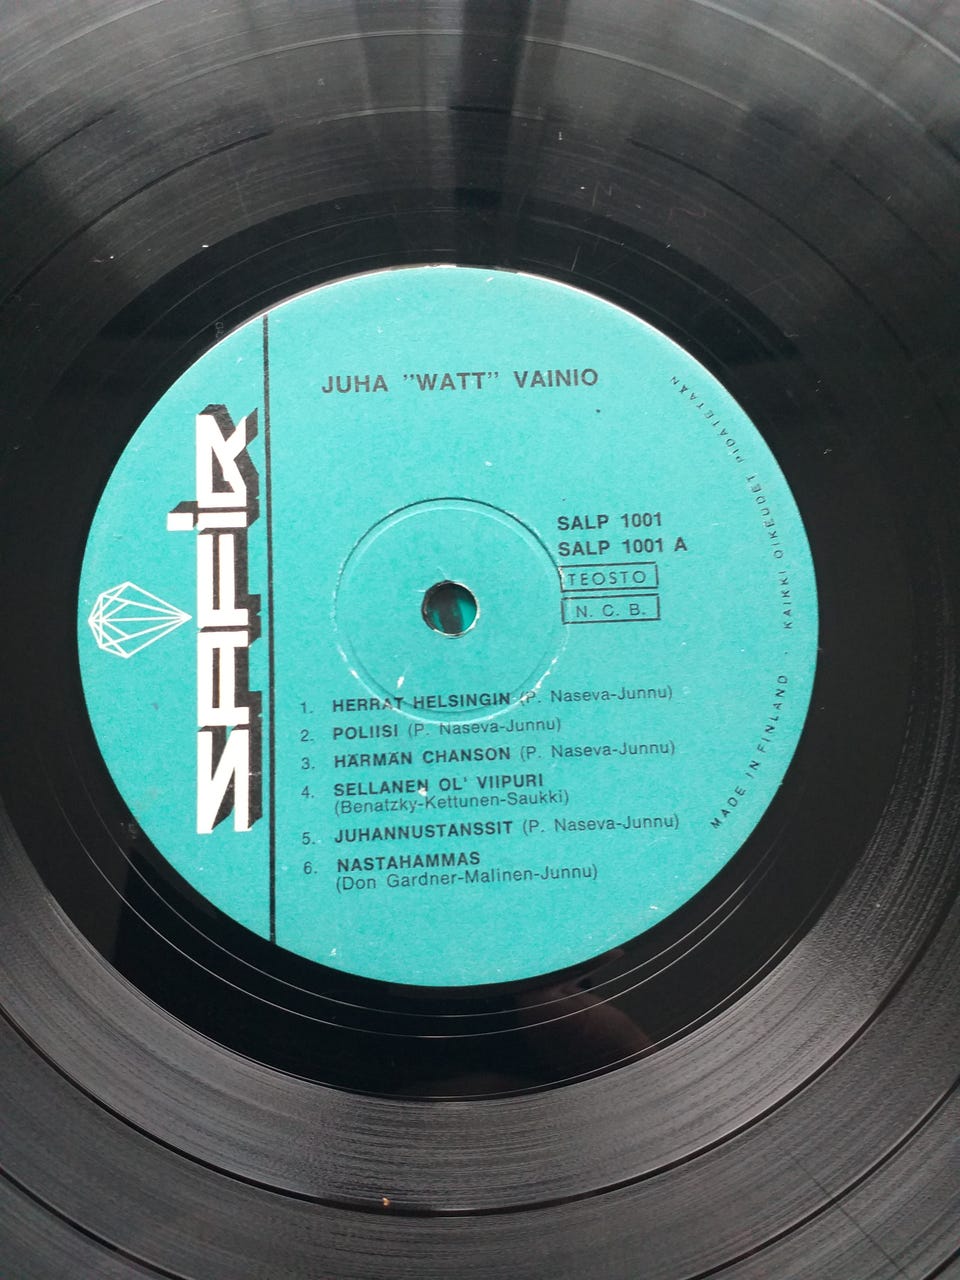 SAFIR
JUHA ”WATT” VAINIO
SALP 1001
SALP 1001 A
TEOSTO
N. C. B.
1. HERRAT HELSINGIN (P. Naseva-Junnu)
2. POLIISI (P. Naseva-Junnu)
3. HÄRMÄN CHANSON (P. Naseva-Junnu)
4. SELLANEN OL' VIIPURI
(Benatzky-Kettunen-Saukki)
5. JUHANNUSTANSSIT (P. Naseva-Junnu)
6. NASTAHAMMAS
(Don Gardner-Malinen-Junnu)
MADE IN FINLAND · KAIKKI OIKEUDET PIDÄTETÄÄN